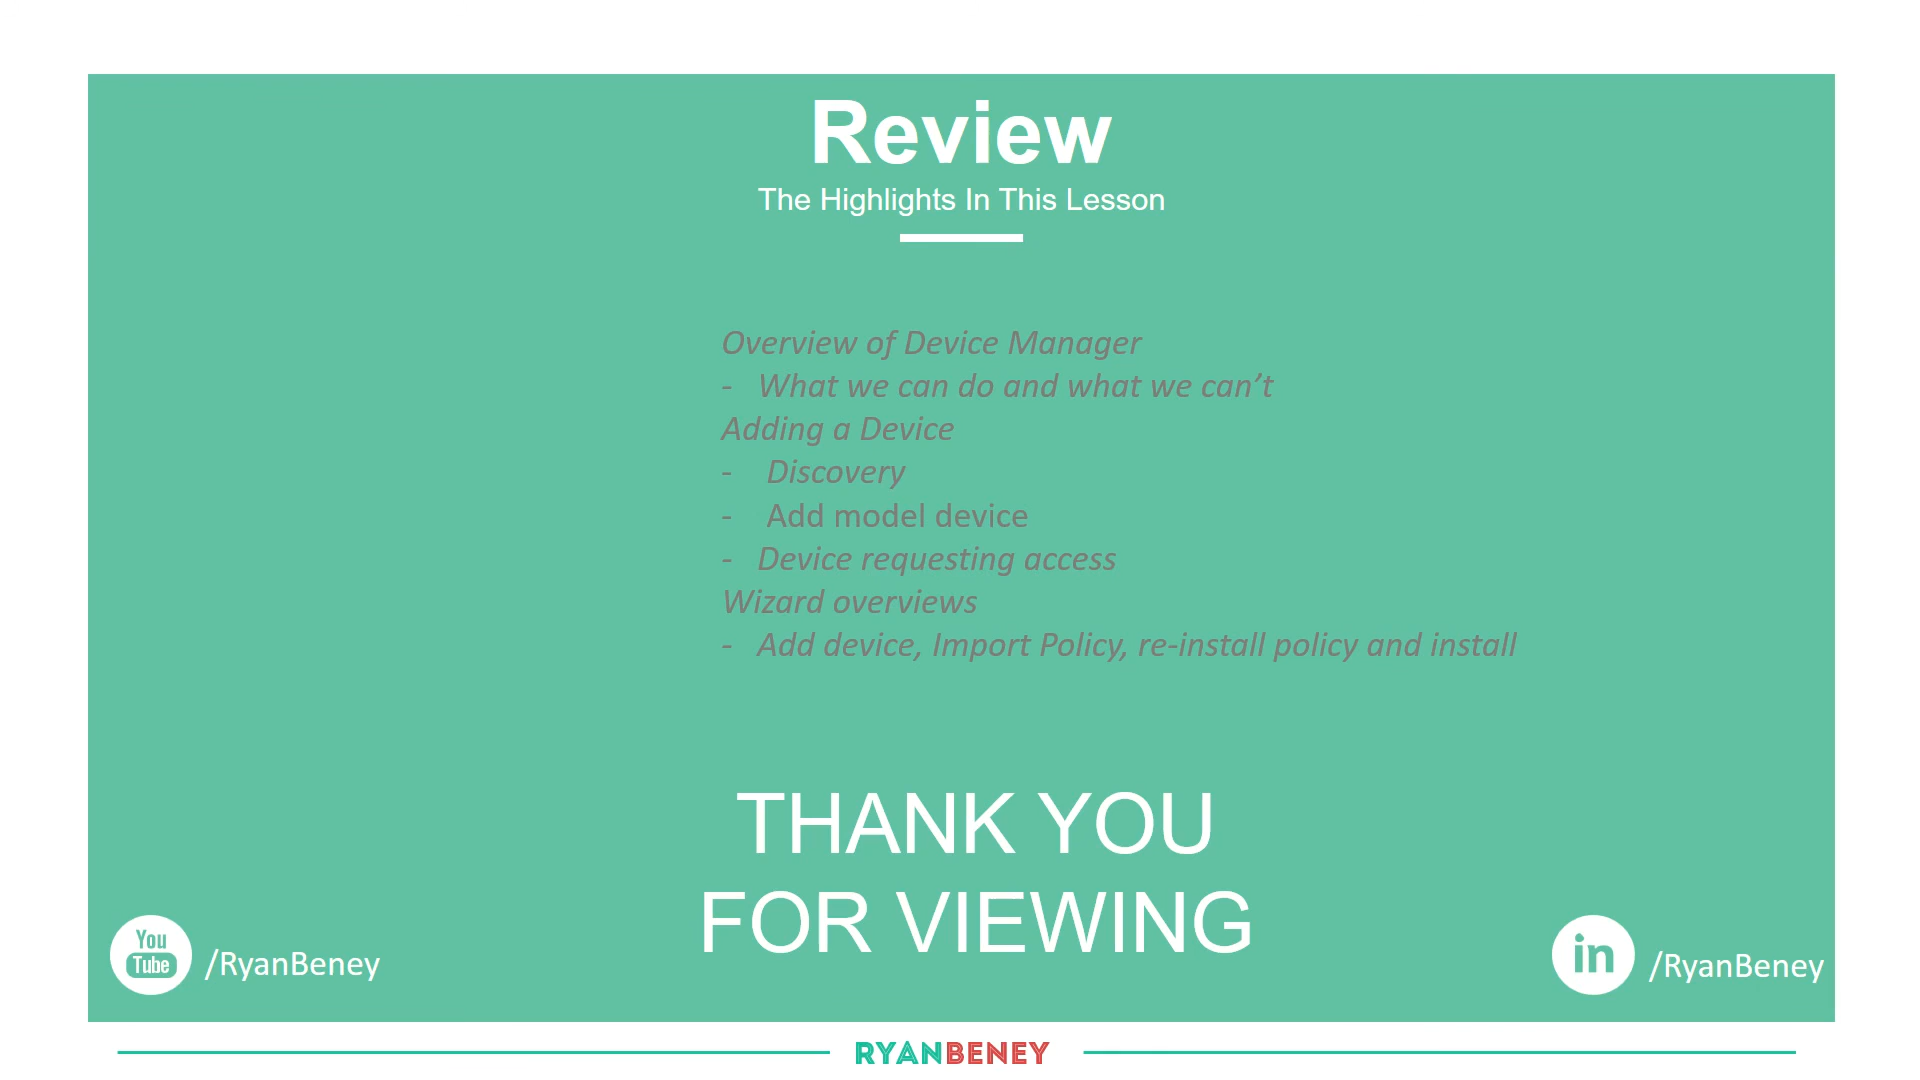 Review
The Highlights In This Lesson
Overview of Device Manager
- What we can do and what we can’t
Adding a Device
- Discovery
- Add model device
- Device requesting access
Wizard overviews
- Add device, Import Policy, re-install policy and install
THANK YOU
FOR VIEWING
You
Tube
/RyanBeney
in
/RyanBeney
RYANBENEY